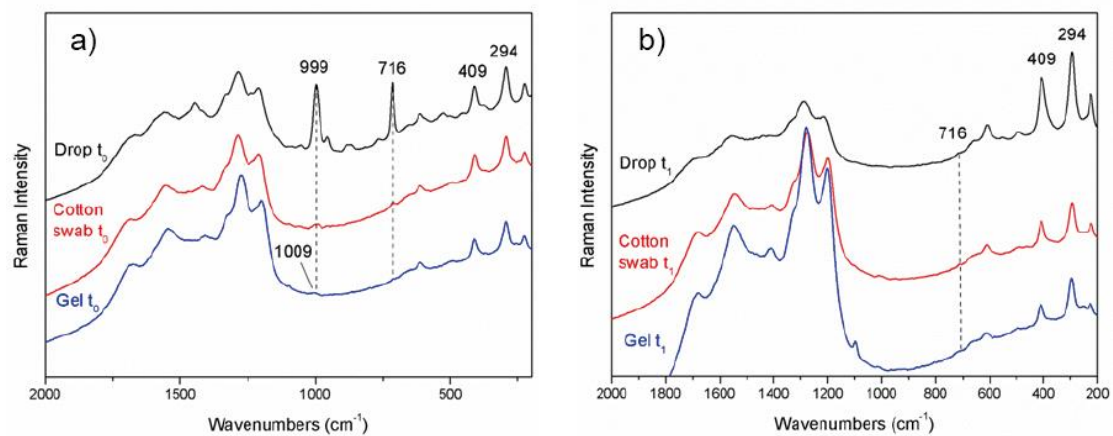 a)
999
716
409
294
Drop t₀
Cotton
swab t₀
1009
Gel t₀
Raman Intensity
2000
1500
1000
500
Wavenumbers (cm⁻¹)
b)
294
409
716
Drop t₁
Cotton
swab t₁
Gel t₁
Raman Intensity
2000
1800
1600
1400
1200
1000
800
600
400
200
Wavenumbers (cm⁻¹)